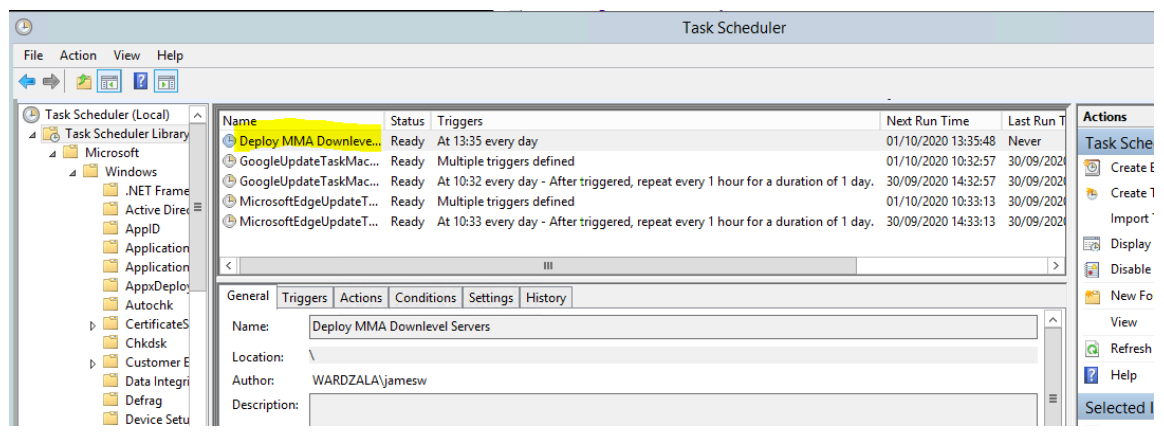 Task Scheduler
File Action View Help
Task Scheduler (Local)
Task Scheduler Library
Microsoft
Windows
.NET Frame
Active Direc
AppID
Application
Application
AppxDeplo
Autochk
CertificateS
Chkdsk
Customer E
Data Integri
Defrag
Device Setu
Name Status Triggers Next Run Time Last Run T
Deploy MMA Downleve... Ready At 13:35 every day 01/10/2020 13:35:48 Never
GoogleUpdateTaskMac... Ready Multiple triggers defined 01/10/2020 10:32:57 30/09/202
GoogleUpdateTaskMac... Ready At 10:32 every day - After triggered, repeat every 1 hour for a duration of 1 day. 30/09/2020 14:32:57 30/09/202
MicrosoftEdgeUpdateT... Ready Multiple triggers defined 01/10/2020 10:33:13 30/09/202
MicrosoftEdgeUpdateT... Ready At 10:33 every day - After triggered, repeat every 1 hour for a duration of 1 day. 30/09/2020 14:33:13 30/09/202
General Triggers Actions Conditions Settings History
Name: Deploy MMA Downlevel Servers
Location: \
Author: WARDZALA\jamesw
Description:
Actions
Task Sche
Create B
Create T
Import T
Display
Disable
New Fo
View
Refresh
Help
Selected I